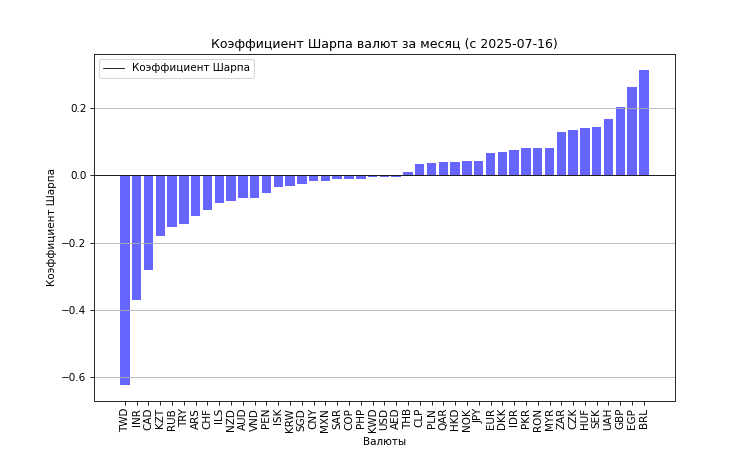 Коэффициент Шарпа валют за месяц (с 2025-07-16)
Коэффициент Шарпа
Коэффициент Шарпа
0.2
0.0
−0.2
−0.4
−0.6
TWD
INR
CAD
KZT
RUB
TRY
ARS
CHF
ILS
NZD
AUD
VND
PEN
ISK
KRW
SGD
CNY
MXN
SAR
COP
PHP
KWD
USD
AED
THB
CLP
PLN
QAR
HKD
NOK
JPY
EUR
DKK
IDR
PKR
RON
MYR
ZAR
CZK
HUF
SEK
UAH
GBP
EGP
BRL
Валюты